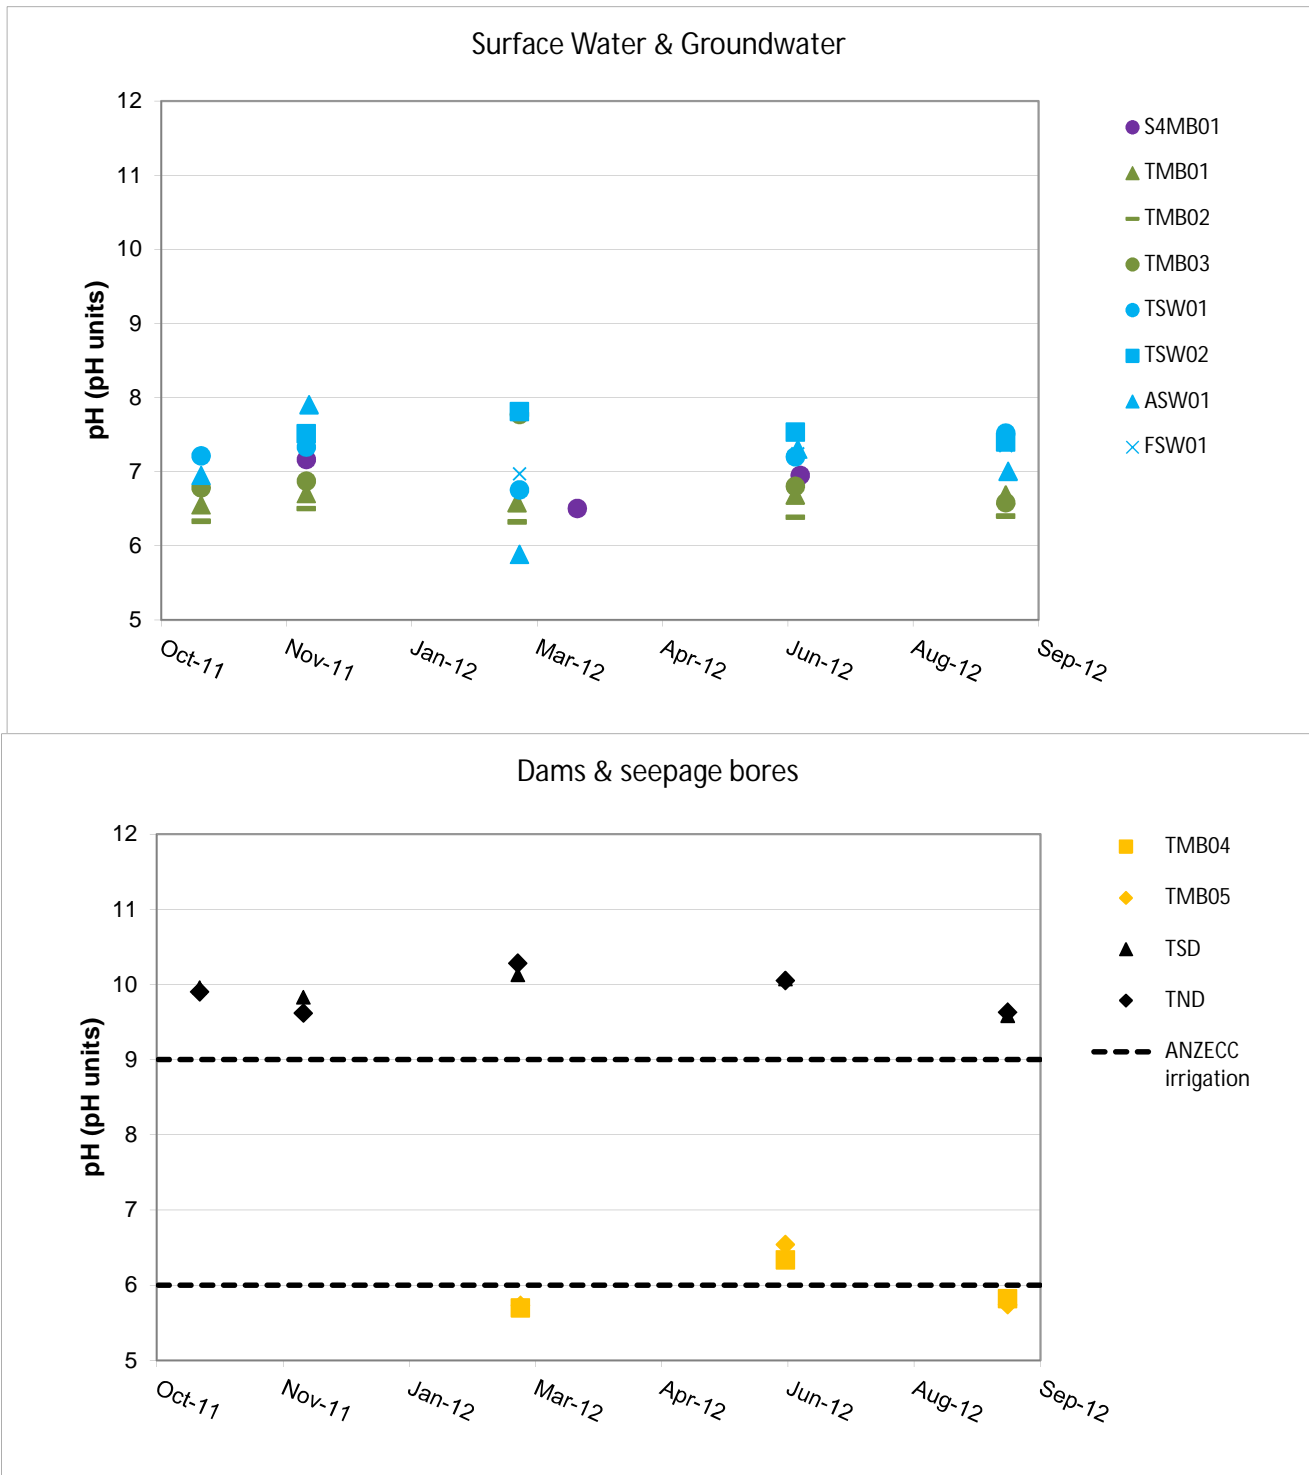 Surface Water & Groundwater
12
11
10
9
8
7
6
5
pH (pH units)
Oct-11
Nov-11
Jan-12
Mar-12
Apr-12
Jun-12
Aug-12
Sep-12
S4MB01
TMB01
TMB02
TMB03
TSW01
TSW02
ASW01
FSW01
Dams & seepage bores
12
11
10
9
8
7
6
5
pH (pH units)
Oct-11
Nov-11
Jan-12
Mar-12
Apr-12
Jun-12
Aug-12
Sep-12
TMB04
TMB05
TSD
TND
ANZECC
irrigation